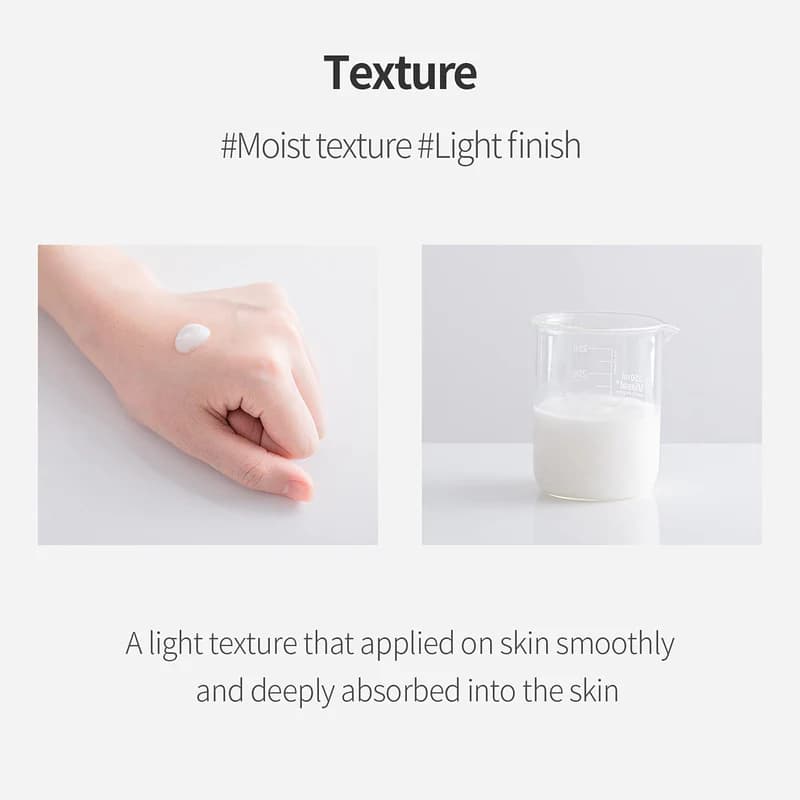 Texture
#Moist texture #Light finish
A light texture that applied on skin smoothly
and deeply absorbed into the skin